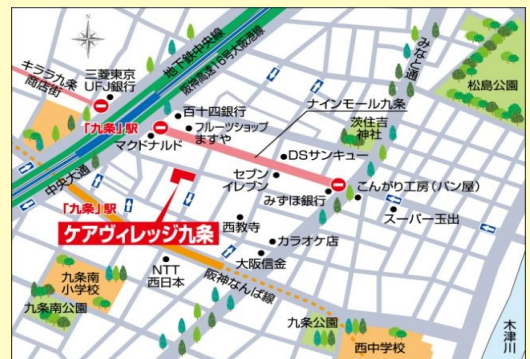 キララ九条
商店街
三菱東京
UFJ銀行
地下鉄中央線
阪神高速16号大阪港線
みなと通
松島公園
「九条」駅
百十四銀行
フルーツショップ
ますや
マクドナルド
ナインモール九条
茨住吉
神社
DSサンキュー
セブン
イレブン
みずほ銀行
こんがり工房(パン屋)
スーパー玉出
中央大通
「九条」駅
ケアヴィレッジ九条
西教寺
カラオケ店
大阪信金
NTT
西日本
阪神なんば線
九条南
小学校
九条南公園
九条公園
西中学校
木津川